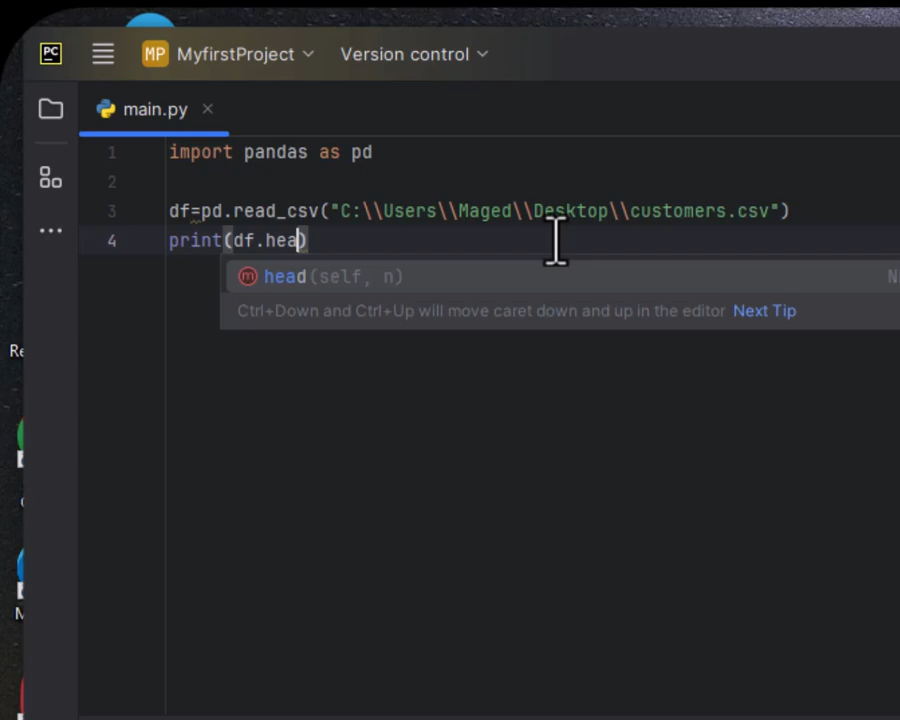 PC MP MyfirstProject Version control
main.py ×
1 import pandas as pd
2
3 df=pd.read_csv("C:\\Users\\Maged\\Desktop\\customers.csv")
4 print(df.hea)
m head(self, n) N
Ctrl+Down and Ctrl+Up will move caret down and up in the editor Next Tip
Re
M